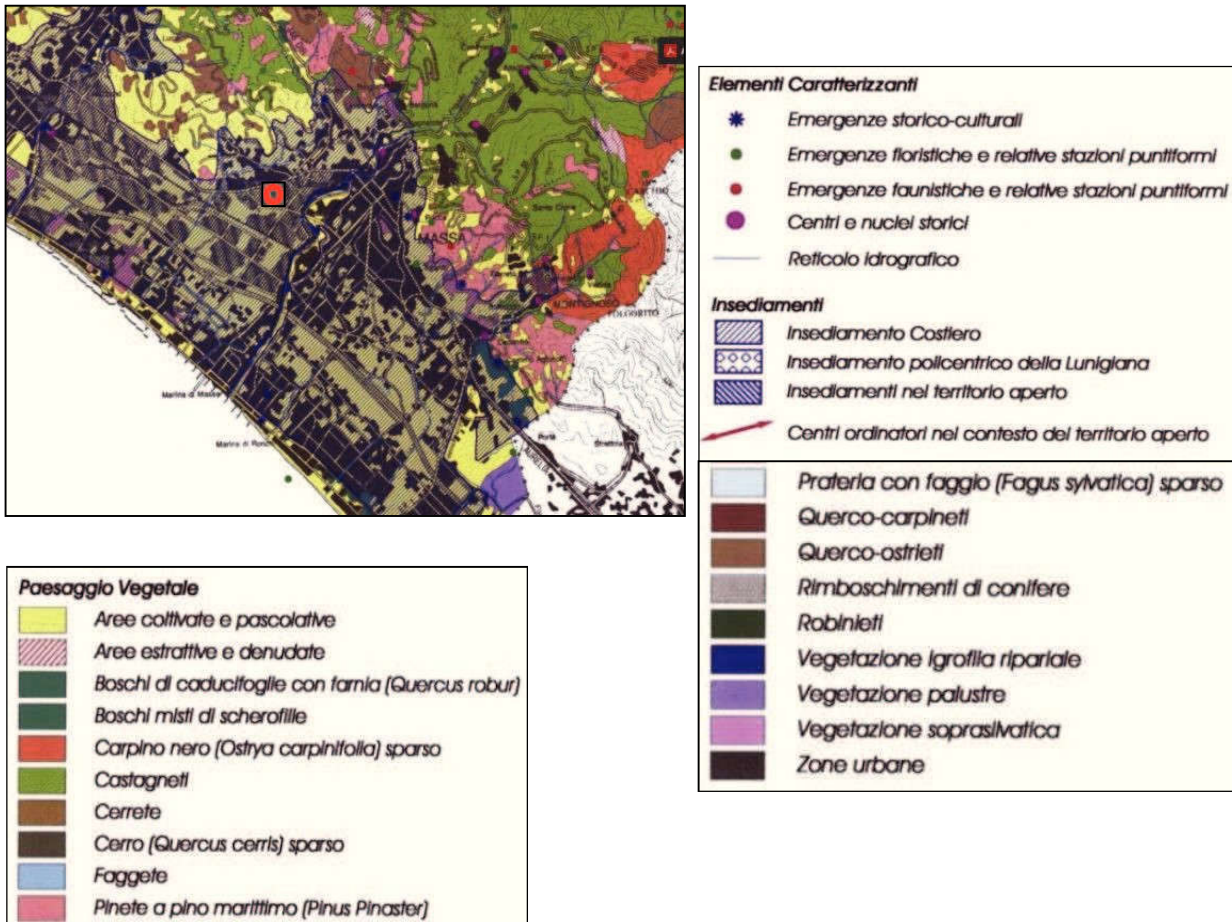 MASSA
MONTIGNOSO
Santa Lucia
Marina di Massa
Marina di Ronchi
Porta
Strettoia
Elementi Caratterizzanti
Emergenze storico-culturali
Emergenze floristiche e relative stazioni puntiformi
Emergenze faunistiche e relative stazioni puntiformi
Centri e nuclei storici
Reticolo idrografico
Insediamenti
Insediamento Costiero
Insediamento policentrico della Lunigiana
Insediamenti nel territorio aperto
Centri ordinatori nel contesto del territorio aperto
Prateria con faggio (Fagus sylvatica) sparso
Querco-carpineti
Querco-ostrieti
Rimboschimenti di conifere
Robinieti
Vegetazione igrofila ripariale
Vegetazione palustre
Vegetazione soprasilvatica
Zone urbane
Paesaggio Vegetale
Aree coltivate e pascolative
Aree estrattive e denudate
Boschi di caducifoglie con farnia (Quercus robur)
Boschi misti di scherofille
Carpino nero (Ostrya carpinifolia) sparso
Castagneti
Cerrete
Cerro (Quercus cerris) sparso
Faggete
Pinete a pino marittimo (Pinus Pinaster)